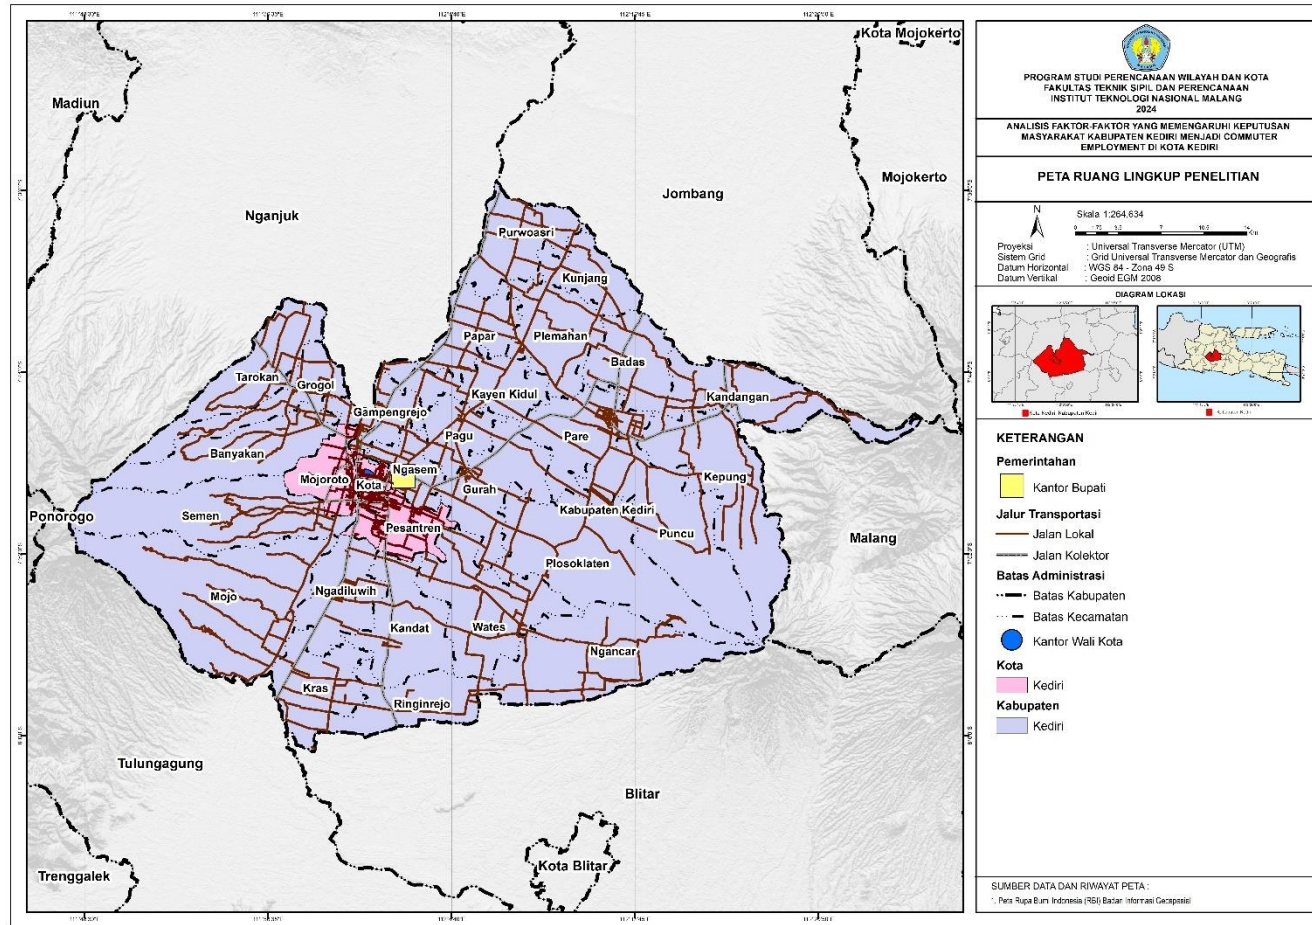 Kota Mojokerto
Madiun
Mojokerto
Jombang
Nganjuk
Purwoasri
Kunjang
Papar
Plemahan
Badas
Tarokan
Grogol
Kayen Kidul
Kandangan
Gampengrejo
Pagu
Pare
Banyakan
Ngasem
Mojoroto
Kota
Gurah
Kepung
Ponorogo
Semen
Pesantren
Kabupaten Kediri
Puncu
Malang
Plosoklaten
Mojo
Ngadiluwih
Kandat
Wates
Ngancar
Kras
Ringinrejo
Tulungagung
Blitar
Kota Blitar
Trenggalek
PROGRAM STUDI PERENCANAAN WILAYAH DAN KOTA
FAKULTAS TEKNIK SIPIL DAN PERENCANAAN
INSTITUT TEKNOLOGI NASIONAL MALANG
2024
ANALISIS FAKTOR-FAKTOR YANG MEMENGARUHI KEPUTUSAN
MASYARAKAT KABUPATEN KEDIRI MENJADI COMMUTER
EMPLOYMENT DI KOTA KEDIRI
PETA RUANG LINGKUP PENELITIAN
N
Skala 1:264,634
Proyeksi : Universal Transverse Mercator (UTM)
Sistem Grid : Grid Universal Transverse Mercator dan Geografis
Datum Horizontal : WGS 84 - Zona 49 S
Datum Vertikal : Geoid EGM 2008
DIAGRAM LOKASI
KETERANGAN
Pemerintahan
Kantor Bupati
Jalur Transportasi
Jalan Lokal
Jalan Kolektor
Batas Administrasi
Batas Kabupaten
Batas Kecamatan
Kantor Wali Kota
Kota
Kediri
Kabupaten
Kediri
SUMBER DATA DAN RIWAYAT PETA :
1. Peta Rupa Bumi Indonesia (RBI) Badan Informasi Geospasial